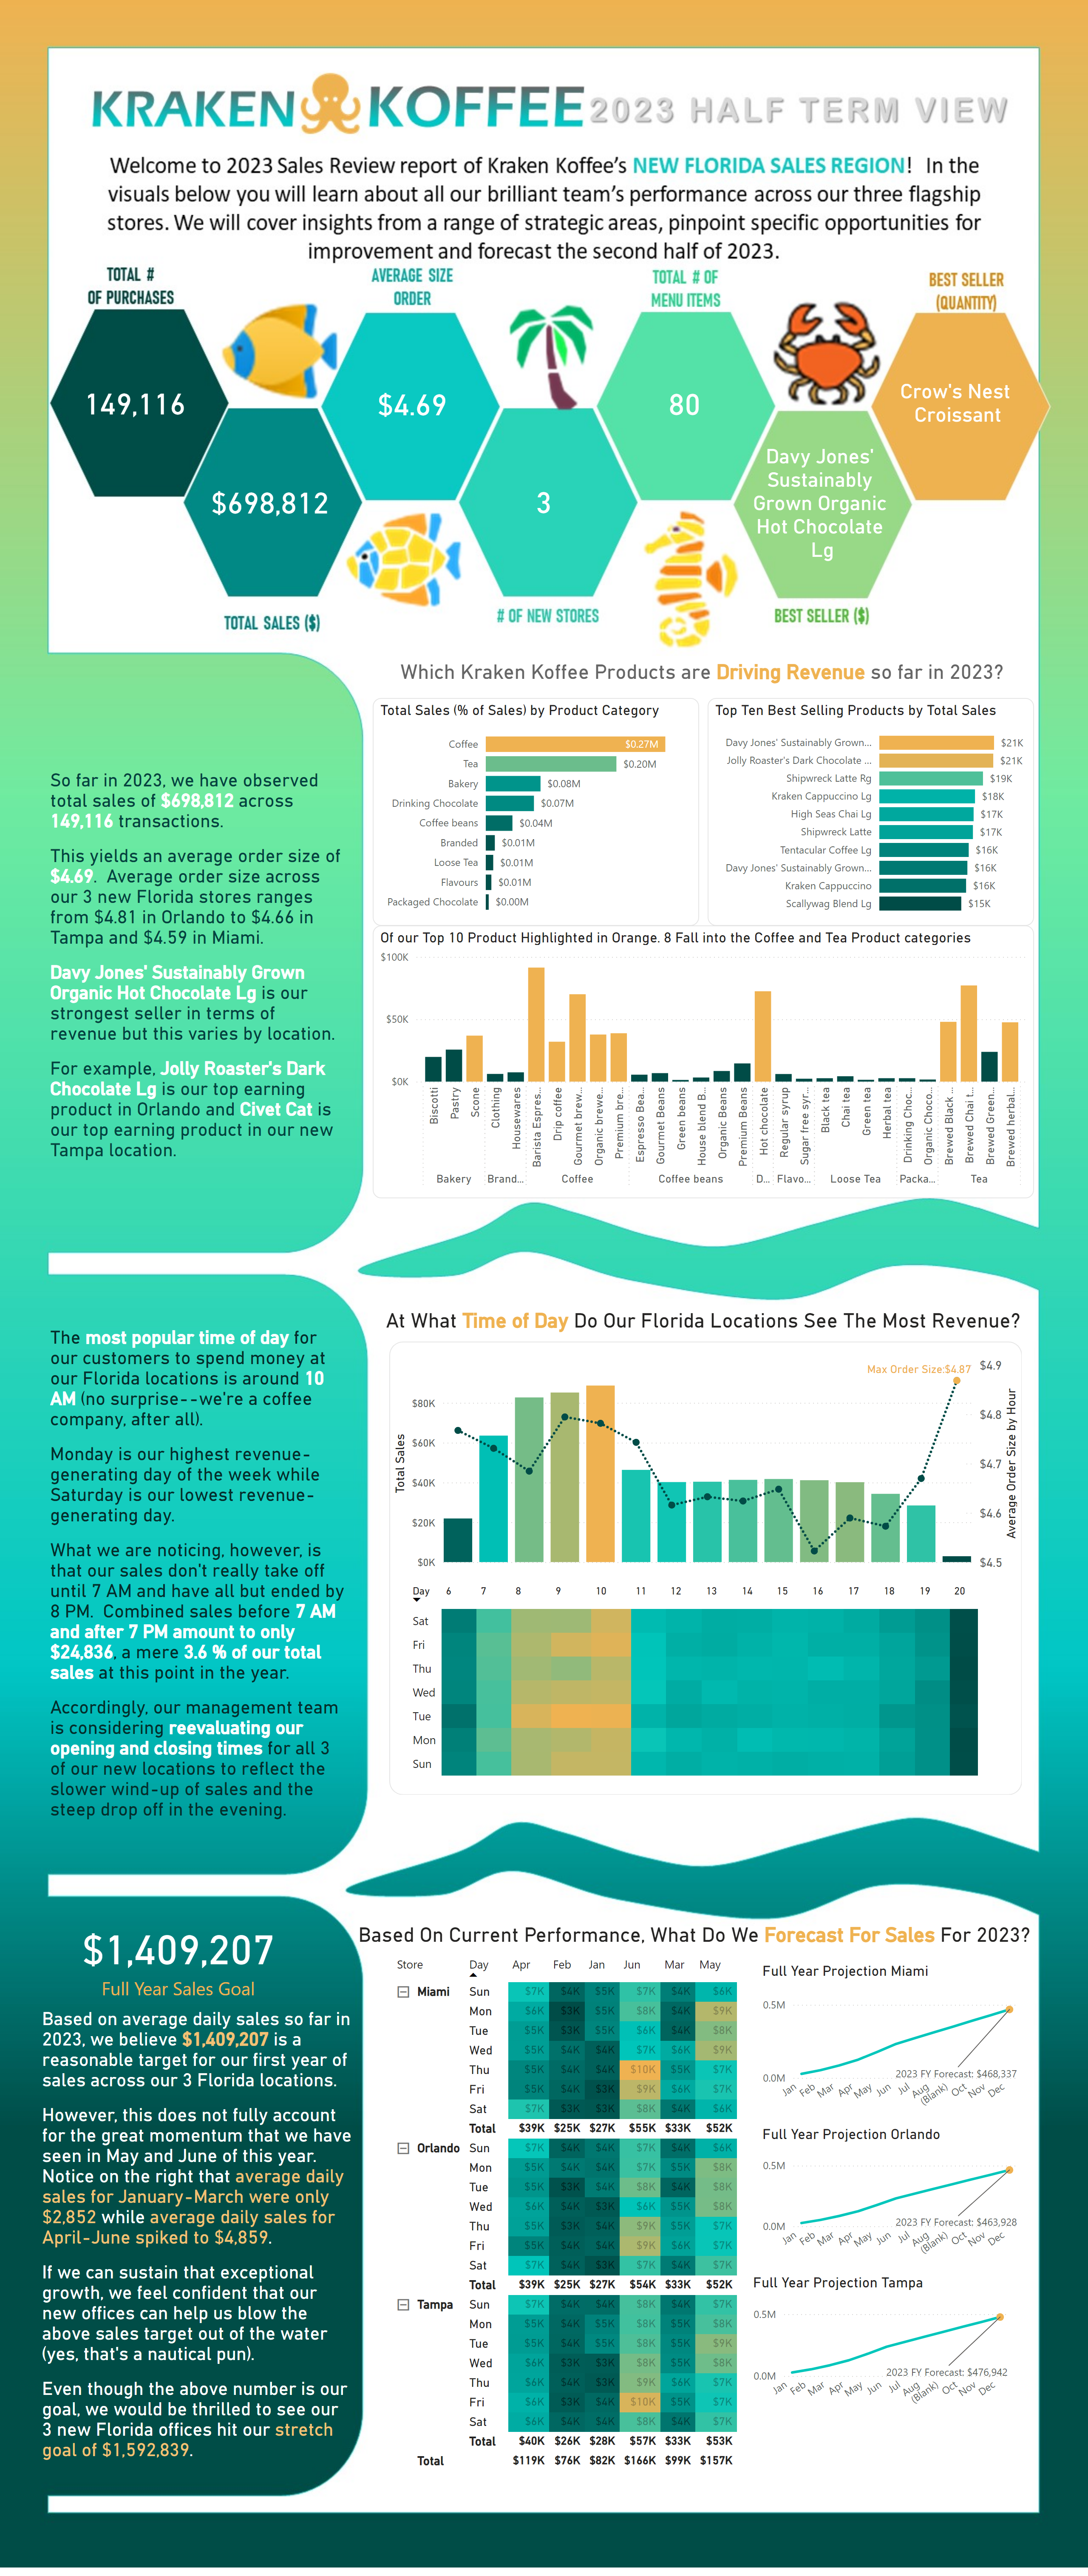 KRAKEN KOFFEE 2023 HALF TERM VIEW
Welcome to 2023 Sales Review report of Kraken Koffee's NEW FLORIDA SALES REGION! In the
visuals below you will learn about all our brilliant team's performance across our three flagship
stores. We will cover insights from a range of strategic areas, pinpoint specific opportunities for
improvement and forecast the second half of 2023.
TOTAL #
OF PURCHASES
149,116
$698,812
TOTAL SALES ($)
AVERAGE SIZE
ORDER
$4.69
3
# OF NEW STORES
TOTAL # OF
MENU ITEMS
80
Davy Jones'
Sustainably
Grown Organic
Hot Chocolate
Lg
BEST SELLER ($)
BEST SELLER
(QUANTITY)
Crow's Nest
Croissant
Which Kraken Koffee Products are Driving Revenue so far in 2023?
So far in 2023, we have observed
total sales of $698,812 across
149,116 transactions.
This yields an average order size of
$4.69. Average order size across
our 3 new Florida stores ranges
from $4.81 in Orlando to $4.66 in
Tampa and $4.59 in Miami.
Davy Jones' Sustainably Grown
Organic Hot Chocolate Lg is our
strongest seller in terms of
revenue but this varies by location.
For example, Jolly Roaster's Dark
Chocolate Lg is our top earning
product in Orlando and Civet Cat is
our top earning product in our new
Tampa location.
Total Sales (% of Sales) by Product Category
Coffee $0.27M
Tea $0.20M
Bakery $0.08M
Drinking Chocolate $0.07M
Coffee beans $0.04M
Branded $0.01M
Loose Tea $0.01M
Flavours $0.01M
Packaged Chocolate $0.00M
Top Ten Best Selling Products by Total Sales
Davy Jones' Sustainably Grown... $21K
Jolly Roaster's Dark Chocolate ... $21K
Shipwreck Latte Rg $19K
Kraken Cappuccino Lg $18K
High Seas Chai Lg $17K
Shipwreck Latte $17K
Tentacular Coffee Lg $16K
Davy Jones' Sustainably Grown... $16K
Kraken Cappuccino $16K
Scallywag Blend Lg $15K
Of our Top 10 Product Highlighted in Orange. 8 Fall into the Coffee and Tea Product categories
$100K
$50K
$0K
Biscotti
Pastry
Scone
Clothing
Housewares
Barista Espres...
Drip coffee
Gourmet brew...
Organic brewe...
Premium bre...
Espresso Bea...
Gourmet Beans
Green beans
House blend B...
Organic Beans
Premium Beans
Hot chocolate
Regular syrup
Sugar free syr...
Black tea
Chai tea
Green tea
Herbal tea
Drinking Choc...
Organic Choco...
Brewed Black ...
Brewed Chai t...
Brewed Green...
Brewed herbal...
Bakery Brand... Coffee Coffee beans D... Flavo... Loose Tea Packa... Tea
At What Time of Day Do Our Florida Locations See The Most Revenue?
The most popular time of day for
our customers to spend money at
our Florida locations is around 10
AM (no surprise--we're a coffee
company, after all).
Monday is our highest revenue-
generating day of the week while
Saturday is our lowest revenue-
generating day.
What we are noticing, however, is
that our sales don't really take off
until 7 AM and have all but ended by
8 PM. Combined sales before 7 AM
and after 7 PM amount to only
$24,836, a mere 3.6 % of our total
sales at this point in the year.
Accordingly, our management team
is considering reevaluating our
opening and closing times for all 3
of our new locations to reflect the
slower wind-up of sales and the
steep drop off in the evening.
Max Order Size:$4.87
Total Sales
$80K
$60K
$40K
$20K
$0K
$4.9
$4.8
$4.7
$4.6
$4.5
Average Order Size by Hour
Day 6 7 8 9 10 11 12 13 14 15 16 17 18 19 20
Sat
Fri
Thu
Wed
Tue
Mon
Sun
Based On Current Performance, What Do We Forecast For Sales For 2023?
$1,409,207
Full Year Sales Goal
Based on average daily sales so far in
2023, we believe $1,409,207 is a
reasonable target for our first year of
sales across our 3 Florida locations.
However, this does not fully account
for the great momentum that we have
seen in May and June of this year.
Notice on the right that average daily
sales for January-March were only
$2,852 while average daily sales for
April-June spiked to $4,859.
If we can sustain that exceptional
growth, we feel confident that our
new offices can help us blow the
above sales target out of the water
(yes, that's a nautical pun).
Even though the above number is our
goal, we would be thrilled to see our
3 new Florida offices hit our stretch
goal of $1,592,839.
Store Day Apr Feb Jan Jun Mar May
Miami Sun $7K $4K $5K $7K $4K $6K
Mon $6K $3K $5K $8K $4K $9K
Tue $5K $3K $5K $6K $4K $8K
Wed $5K $4K $4K $7K $6K $9K
Thu $5K $4K $4K $10K $5K $7K
Fri $5K $4K $3K $9K $6K $7K
Sat $7K $3K $3K $8K $4K $6K
Total $39K $25K $27K $55K $33K $52K
Orlando Sun $7K $4K $4K $7K $4K $6K
Mon $5K $4K $4K $7K $5K $8K
Tue $5K $3K $4K $8K $4K $8K
Wed $6K $4K $3K $6K $5K $8K
Thu $5K $3K $4K $9K $5K $7K
Fri $5K $4K $4K $9K $6K $7K
Sat $7K $4K $3K $7K $4K $7K
Total $39K $25K $27K $54K $33K $52K
Tampa Sun $7K $4K $4K $8K $4K $7K
Mon $5K $4K $5K $8K $5K $8K
Tue $5K $4K $5K $8K $5K $9K
Wed $6K $3K $3K $8K $5K $8K
Thu $6K $4K $4K $9K $6K $7K
Fri $6K $3K $4K $10K $5K $7K
Sat $6K $4K $4K $8K $4K $7K
Total $40K $26K $28K $57K $33K $53K
Total $119K $76K $82K $166K $99K $157K
Full Year Projection Miami
0.5M
0.0M
2023 FY Forecast: $468,337
Jan Feb Mar Apr May Jun Jul Aug (Blank) Oct Nov Dec
Full Year Projection Orlando
0.5M
0.0M
2023 FY Forecast: $463,928
Jan Feb Mar Apr May Jun Jul Aug (Blank) Oct Nov Dec
Full Year Projection Tampa
0.5M
0.0M
2023 FY Forecast: $476,942
Jan Feb Mar Apr May Jun Jul Aug (Blank) Oct Nov Dec